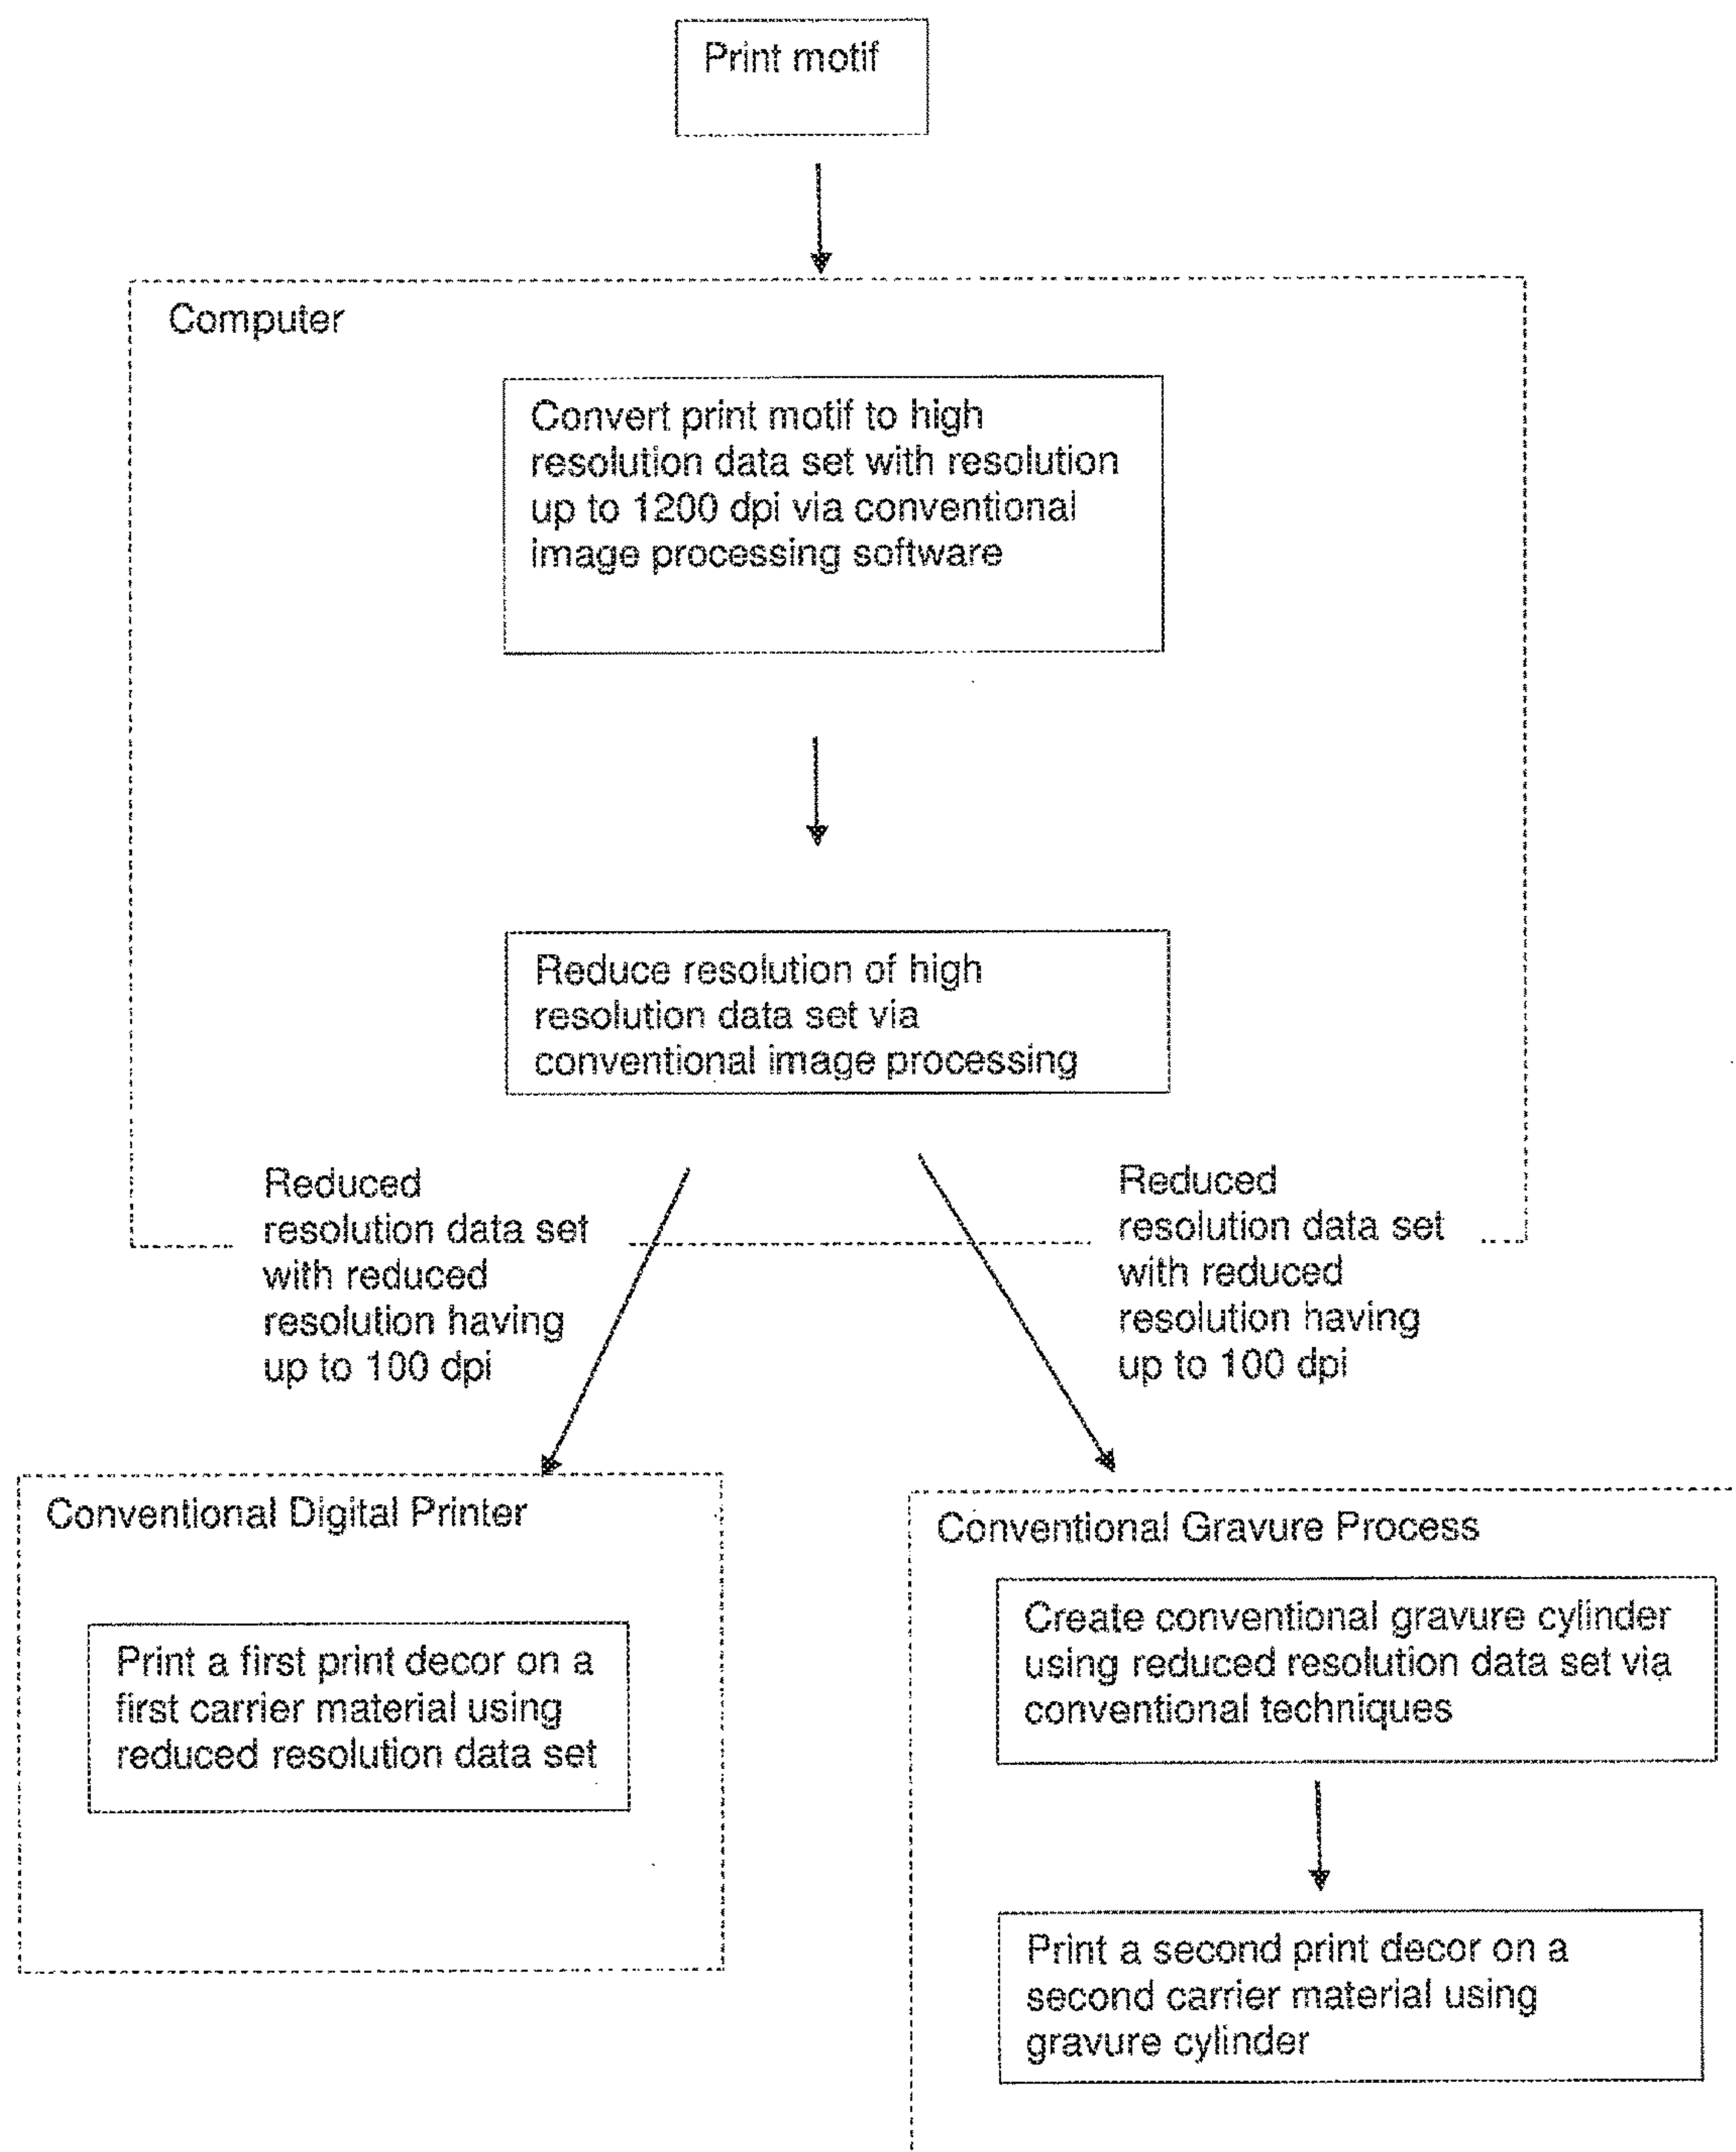 Print motif
Computer
Convert print motif to high
resolution data set with resolution
up to 1200 dpi via conventional
image processing software
Reduce resolution of high
resolution data set via
conventional image processing
Reduced
resolution data set
with reduced
resolution having
up to 100 dpi
Reduced
resolution data set
with reduced
resolution having
up to 100 dpi
Conventional Digital Printer
Print a first print decor on a
first carrier material using
reduced resolution data set
Conventional Gravure Process
Create conventional gravure cylinder
using reduced resolution data set via
conventional techniques
Print a second print decor on a
second carrier material using
gravure cylinder